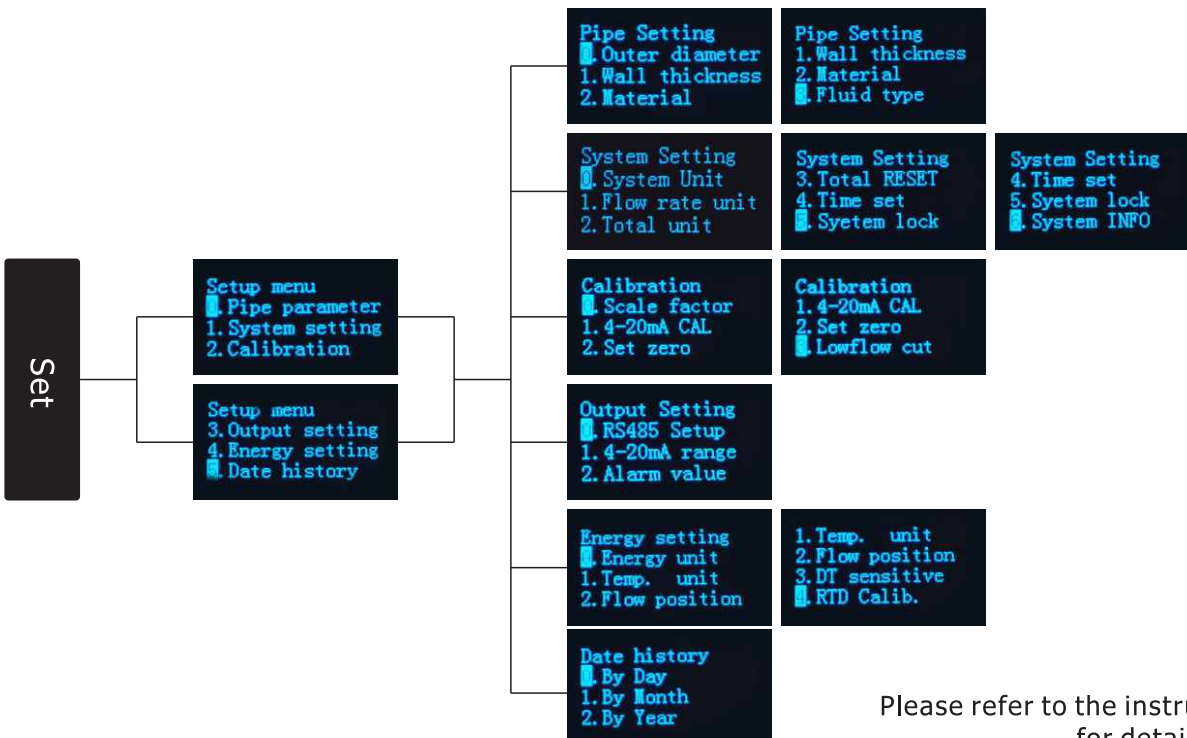 Set
Setup menu
0.Pipe parameter
1.System setting
2.Calibration
Setup menu
3.Output setting
4.Energy setting
5.Date history
Pipe Setting
0.Outer diameter
1.Wall thickness
2.Material
Pipe Setting
1.Wall thickness
2.Material
3.Fluid type
System Setting
0.System Unit
1.Flow rate unit
2.Total unit
System Setting
3.Total RESET
4.Time set
5.Syetem lock
System Setting
4.Time set
5.Syetem lock
6.System INFO
Calibration
0.Scale factor
1.4-20mA CAL
2.Set zero
Calibration
1.4-20mA CAL
2.Set zero
3.Lowflow cut
Output Setting
0.RS485 Setup
1.4-20mA range
2.Alarm value
Energy setting
0.Energy unit
1.Temp. unit
2.Flow position
1.Temp. unit
2.Flow position
3.DT sensitive
4.RTD Calib.
Date history
0.By Day
1.By Month
2.By Year
Please refer to the instru
for detai